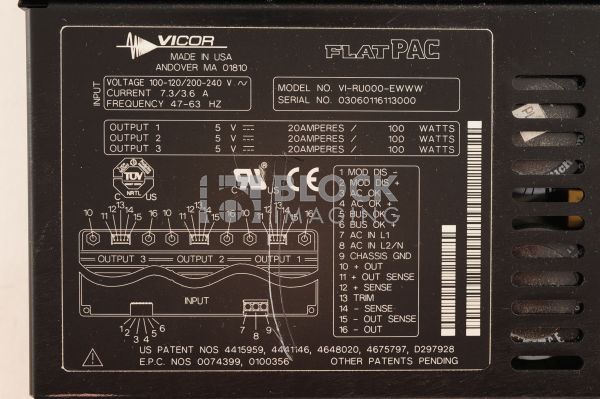 VICOR
MADE IN USA
ANDOVER MA 01810
FLATPAC
INPUT
VOLTAGE 100-120/200-240 V ~
CURRENT 7.3/3.6 A
FREQUENCY 47-63 HZ
MODEL NO. VI-RU000-EWWW
SERIAL NO. 03060116113000
OUTPUT 1 5 V 20AMPERES / 100 WATTS
OUTPUT 2 5 V 20AMPERES / 100 WATTS
OUTPUT 3 5 V 20AMPERES / 100 WATTS
TUV
NRTL
C US
C US
CE
BLOCK
IMAGING
1 MOD DIS -
2 MOD DIS +
3 AC OK -
4 AC OK +
5 BUS OK -
6 BUS OK +
7 AC IN L1
8 AC IN L2/N
9 CHASSIS GND
10 + OUT
11 + OUT SENSE
12 + SENSE
13 TRIM
14 - SENSE
15 - OUT SENSE
16 - OUT
10 11 12 13 14 15 16 10 11 12 13 14 15 16 10 11 12 13 14 15 16
OUTPUT 3 OUTPUT 2 OUTPUT 1
INPUT
1 2 3 4 5 6 7 8 9
US PATENT NOS 4415959, 4441146, 4648020, 4675797, D297928
E.P.C. NOS 0074399, 0100356 OTHER PATENTS PENDING